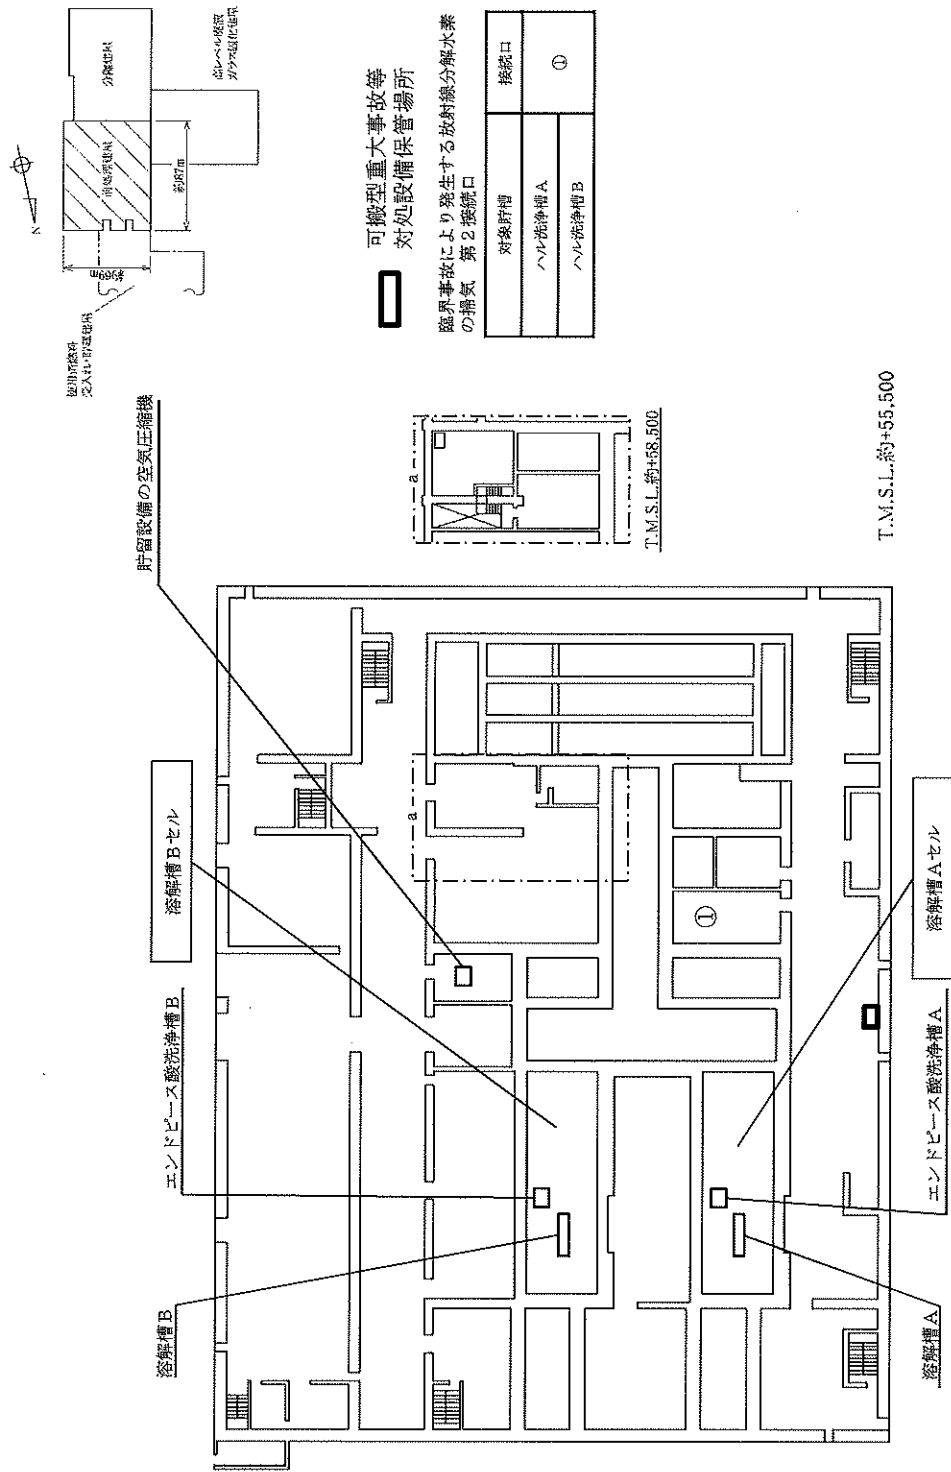 貯留設備の空気圧縮機
溶解槽Bセル
エンドピース酸洗浄槽B
溶解槽B
a
a
①
溶解槽A
エンドピース酸洗浄槽A
溶解槽Aセル
T.M.S.L.約+58,500
T.M.S.L.約+55,500
使用済燃料
受入れ・貯蔵建屋
N
前処理建屋
分離建屋
高レベル廃液
ガラス固化建屋
約69m
約87m
可搬型重大事故等
対処設備保管場所
臨界事故により発生する放射線分解水素
の掃気 第2接続口
対象貯槽 接続口
ハル洗浄槽A ①
ハル洗浄槽B